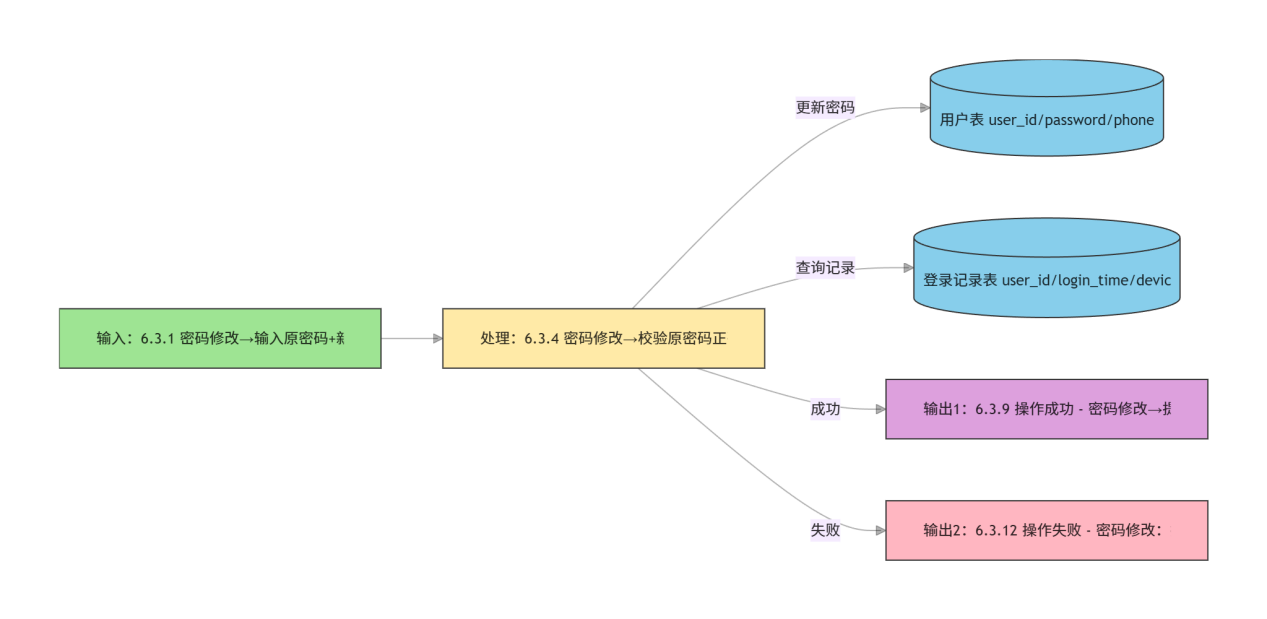 更新密码
用户表 user_id/password/phone
查询记录
登录记录表 user_id/login_time/devic
输入：6.3.1 密码修改→输入原密码+
处理：6.3.4 密码修改→校验原密码正
成功
输出1：6.3.9 操作成功 - 密码修改→
失败
输出2：6.3.12 操作失败 - 密码修改：